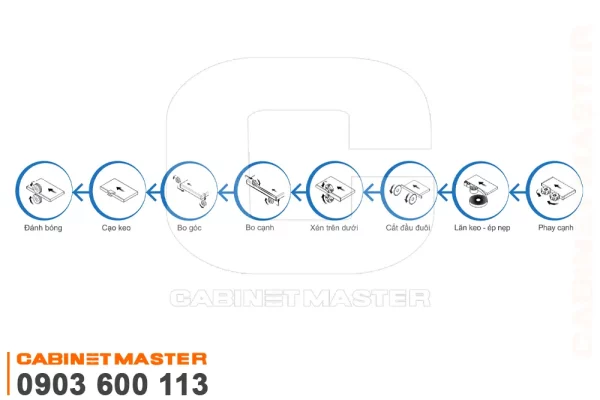 Đánh bóng
Cạo keo
Bo góc
Bo cạnh
Xén trên dưới
Cắt đầu đuôi
Lăn keo - ép nẹp
Phay cạnh
CABINET MASTER
CABINET MASTER
CABINET MASTER
0903 600 113